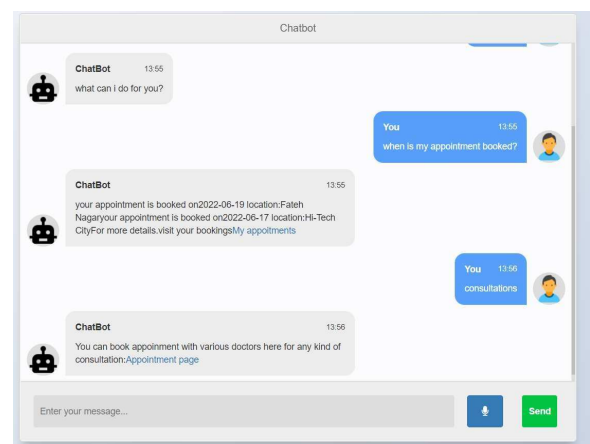 Chatbot
ChatBot 13:55
what can i do for you?
You 13:55
when is my appointment booked?
ChatBot 13:55
your appointment is booked on2022-06-19 location:Fateh
Nagaryour appointment is booked on2022-06-17 location:Hi-Tech
CityFor more details.visit your bookingsMy appoitments
You 13:56
consultations
ChatBot 13:56
You can book appoinment with various doctors here for any kind of
consultation:Appointment page
Enter your message...
Send